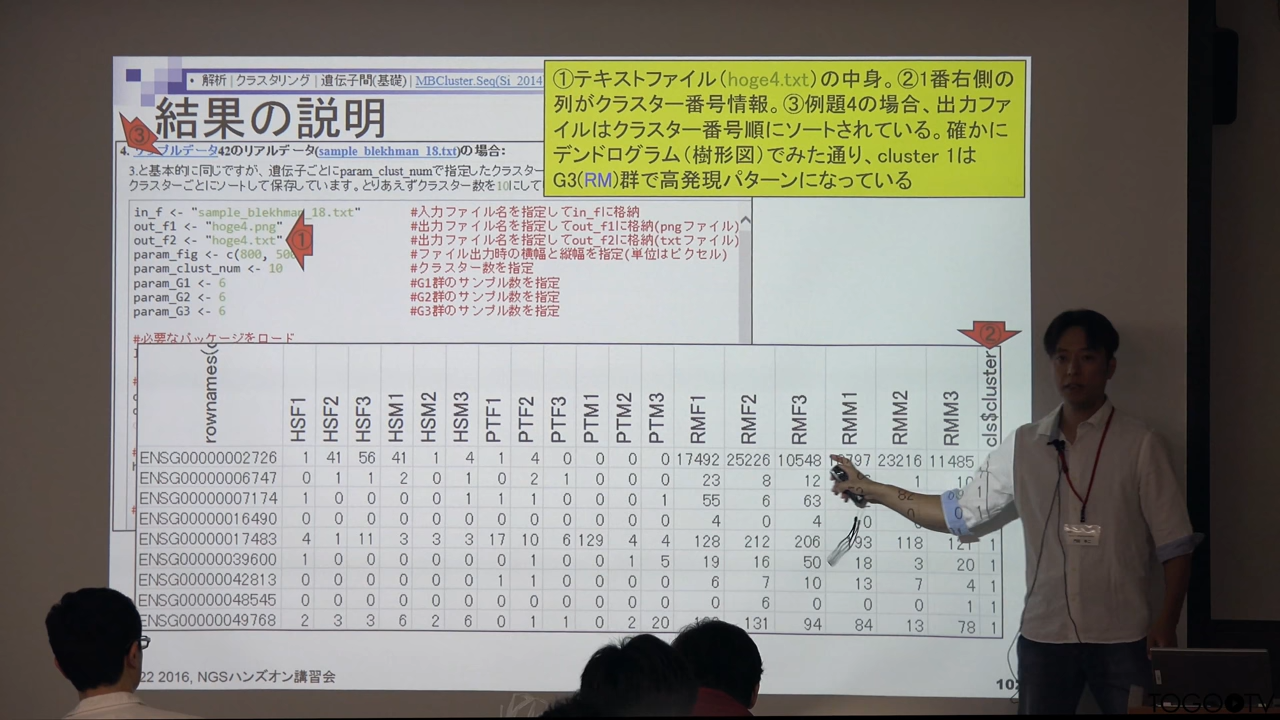 • 解析 | クラスタリング | 遺伝子間(基礎) | MBCluster.Seq(Si_2014
結果の説明
①テキストファイル(hoge4.txt)の中身。②1番右側の
列がクラスター番号情報。③例題4の場合、出力ファ
イルはクラスター番号順にソートされている。確かに
デンドログラム(樹形図)でみた通り、cluster 1は
G3(RM)群で高発現パターンになっている
③
4. サンプルデータ42のリアルデータ(sample_blekhman_18.txt)の場合:
3.と基本的に同じですが、遺伝子ごとにparam_clust_numで指定したクラスター
クラスターごとにソートして保存しています。とりあえずクラスター数を10にして
in_f <- "sample_blekhman_18.txt" #入力ファイル名を指定してin_fに格納
out_f1 <- "hoge4.png" #出力ファイル名を指定してout_f1に格納(pngファイル)
out_f2 <- "hoge4.txt" ① #出力ファイル名を指定してout_f2に格納(txtファイル)
param_fig <- c(800, 50 #ファイル出力時の横幅と縦幅を指定(単位はピクセル)
param_clust_num <- 10 #クラスター数を指定
param_G1 <- 6 #G1群のサンプル数を指定
param_G2 <- 6 #G2群のサンプル数を指定
param_G3 <- 6 #G3群のサンプル数を指定
#必要なパッケージをロード
②
rownames(c HSF1 HSF2 HSF3 HSM1 HSM2 HSM3 PTF1 PTF2 PTF3 PTM1 PTM2 PTM3 RMF1 RMF2 RMF3 RMM1 RMM2 RMM3 cls$cluster
ENSG00000002726 1 41 56 41 1 4 1 4 0 0 0 0 17492 25226 10548 23216 11485
ENSG00000006747 0 1 1 2 0 1 0 2 1 0 0 0 23 8 12 1
ENSG00000007174 1 0 0 0 0 1 1 1 0 0 0 1 55 6 63 82 1
ENSG00000016490 0 0 0 0 0 0 0 0 0 0 0 0 4 0 4 0 0 0 1
ENSG00000017483 4 1 11 3 3 3 17 10 6 129 4 4 128 212 206 93 118 121 1
ENSG00000039600 1 0 0 0 0 0 0 1 0 0 1 5 19 16 50 18 3 20 1
ENSG00000042813 0 0 0 0 0 0 1 1 0 0 0 0 6 7 10 13 7 4 1
ENSG00000048545 0 0 0 0 0 0 0 0 0 0 0 0 0 6 0 0 0 1 1
ENSG00000049768 2 3 3 6 2 6 0 1 1 0 2 20 131 94 84 13 78 1
22 2016, NGSハンズオン講習会
10
TOGOTV